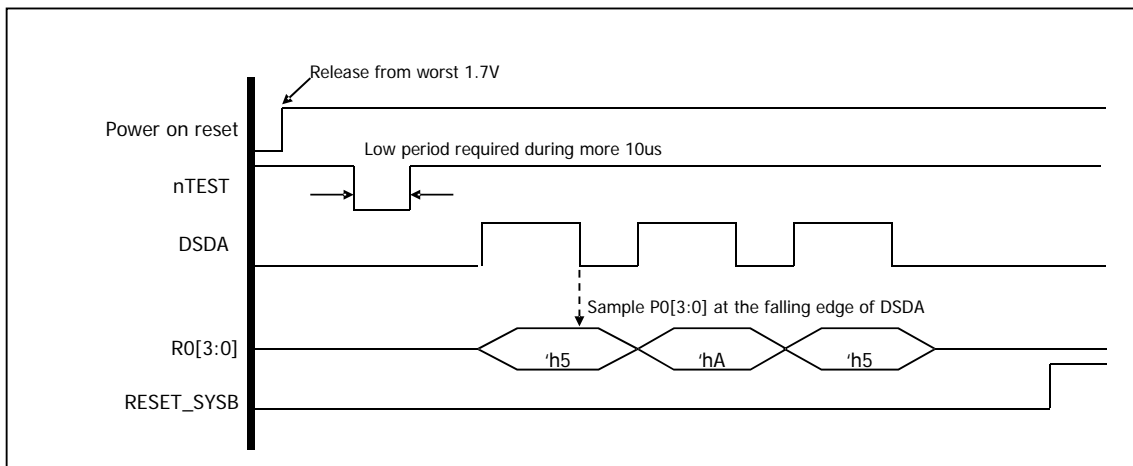 Release from worst 1.7V
Power on reset
Low period required during more 10us
nTEST
DSDA
Sample P0[3:0] at the falling edge of DSDA
R0[3:0]
‘h5
‘hA
‘h5
RESET_SYSB